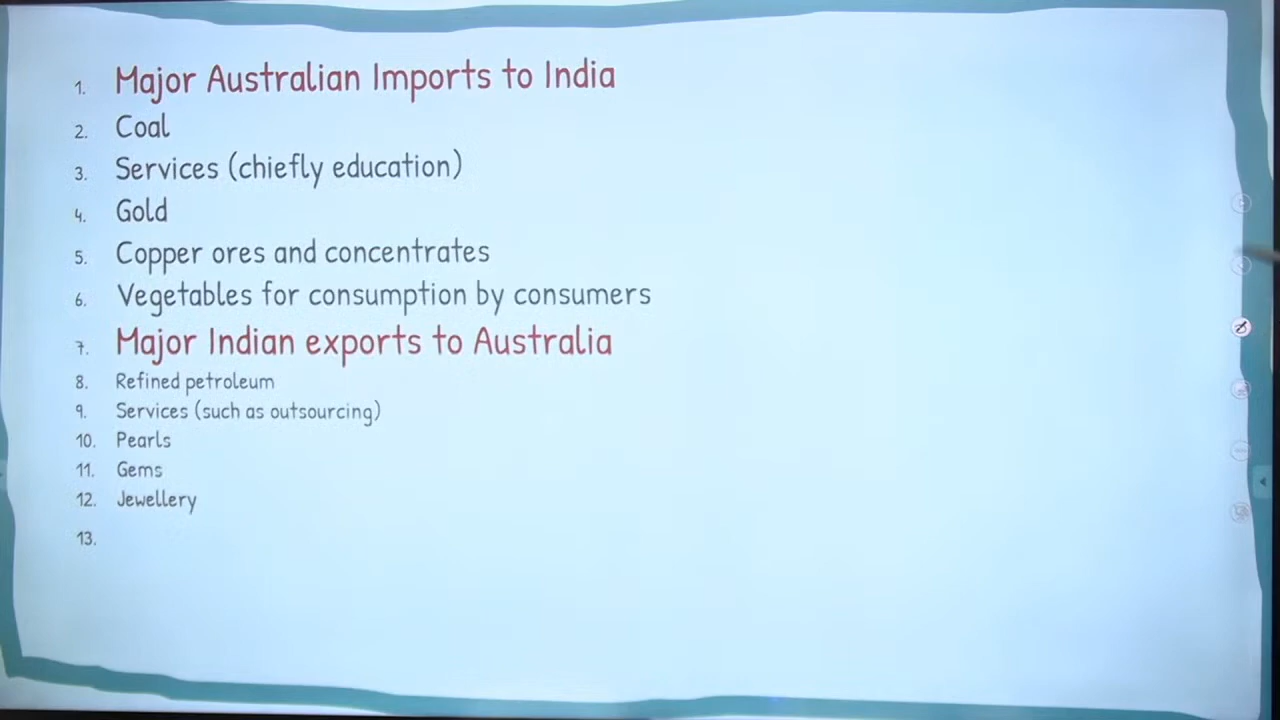 1. Major Australian Imports to India
2. Coal
3. Services (chiefly education)
4. Gold
5. Copper ores and concentrates
6. Vegetables for consumption by consumers
7. Major Indian exports to Australia
8. Refined petroleum
9. Services (such as outsourcing)
10. Pearls
11. Gems
12. Jewellery
13.